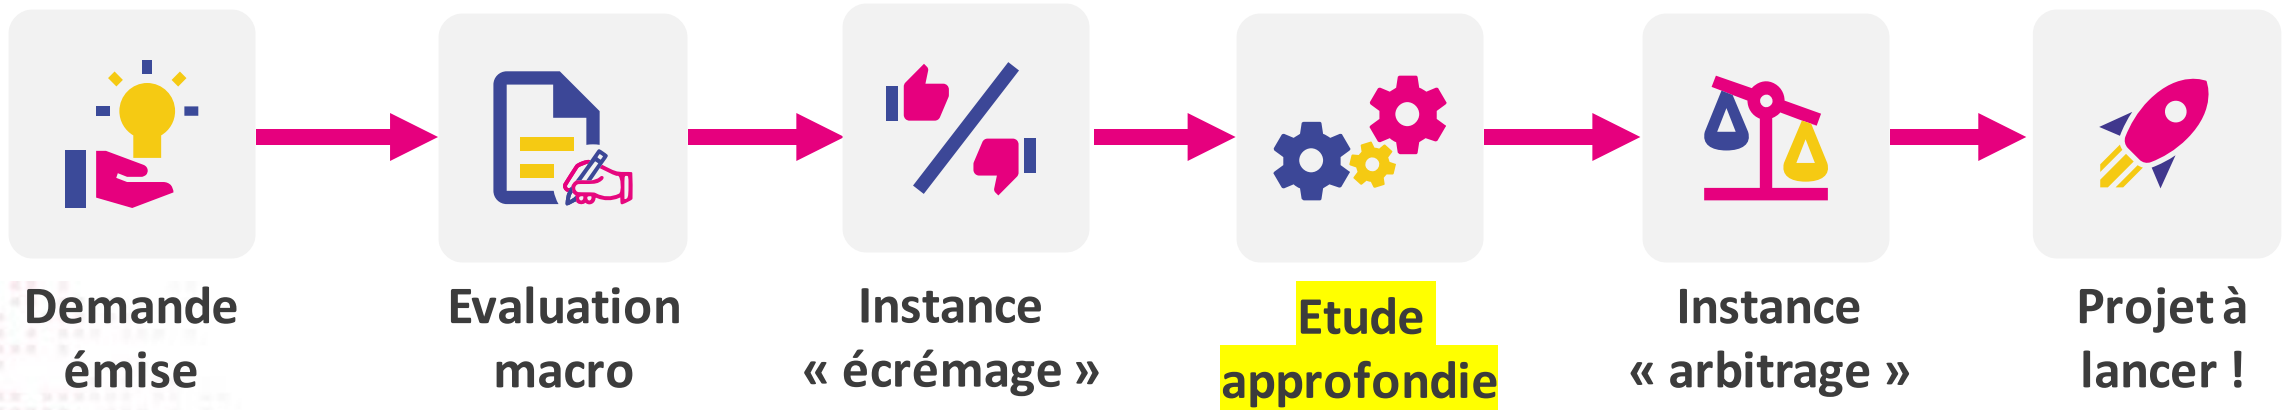 Demande
émise
Evaluation
macro
Instance
« écrémage »
Etude
approfondie
Instance
« arbitrage »
Projet à
lancer !